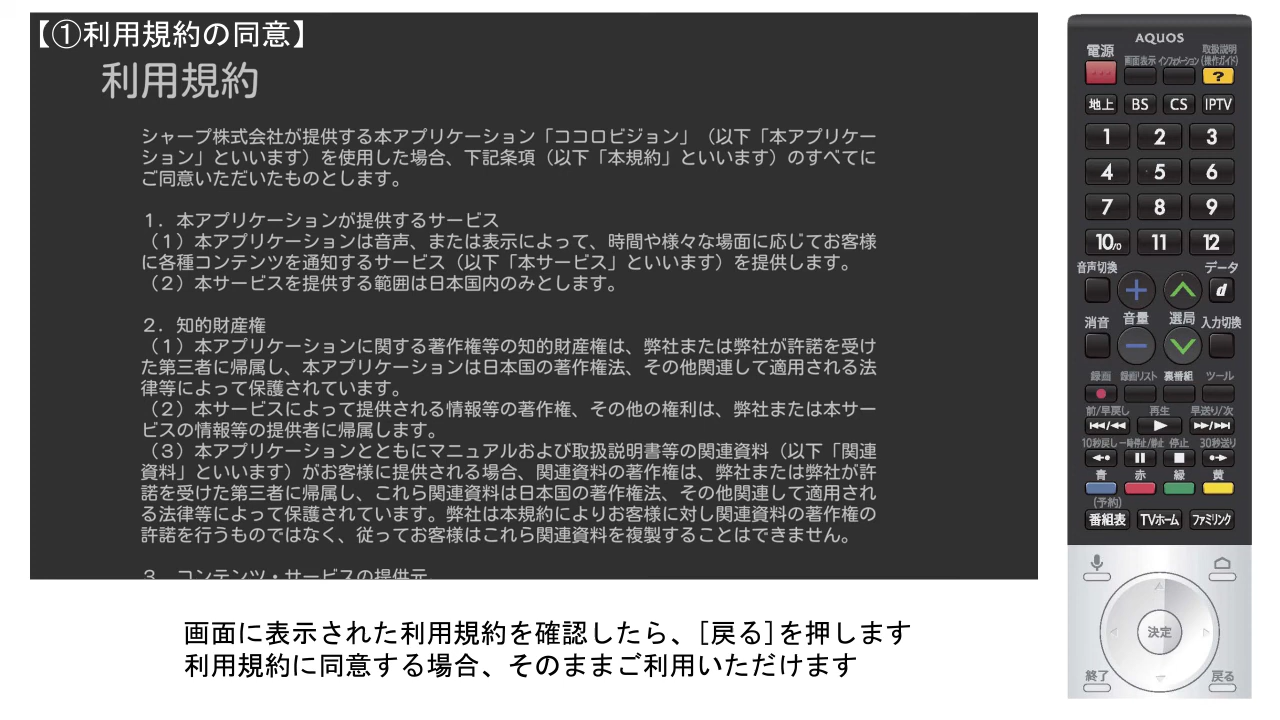 【①利用規約の同意】
利用規約
シャープ株式会社が提供する本アプリケーション「ココロビジョン」（以下「本アプリケー
ション」といいます）を使用した場合、下記条項（以下「本規約」といいます）のすべてに
ご同意いただいたものとします。
１．本アプリケーションが提供するサービス
（１）本アプリケーションは音声、または表示によって、時間や様々な場面に応じてお客様
に各種コンテンツを通知するサービス（以下「本サービス」といいます）を提供します。
（２）本サービスを提供する範囲は日本国内のみとします。
２．知的財産権
（１）本アプリケーションに関する著作権等の知的財産権は、弊社または弊社が許諾を受け
た第三者に帰属し、本アプリケーションは日本国の著作権法、その他関連して適用される法
律等によって保護されています。
（２）本サービスによって提供される情報等の著作権、その他の権利は、弊社または本サー
ビスの情報等の提供者に帰属します。
（３）本アプリケーションとともにマニュアルおよび取扱説明書等の関連資料（以下「関連
資料」といいます）がお客様に提供される場合、関連資料の著作権は、弊社または弊社が許
諾を受けた第三者に帰属し、これら関連資料は日本国の著作権法、その他関連して適用され
る法律等によって保護されています。弊社は本規約によりお客様に対し関連資料の著作権の
許諾を行うものではなく、従ってお客様はこれら関連資料を複製することはできません。
３．コンテンツ・サービスの提供元
画面に表示された利用規約を確認したら、[戻る]を押します
利用規約に同意する場合、そのままご利用いただけます
AQUOS
電源 画面表示 インフォメーション 取扱説明(操作ガイド)
?
地上 BS CS IPTV
1 2 3
4 5 6
7 8 9
10/0 11 12
音声切換 データ
d
消音 音量 選局 入力切換
録画 録画リスト 裏番組 ツール
前/早戻し 再生 早送り/次
10秒戻し 一時停止/静止 停止 30秒送り
青 赤 緑 黄
(予約)
番組表 TVホーム ファミリンク
決定
終了 戻る